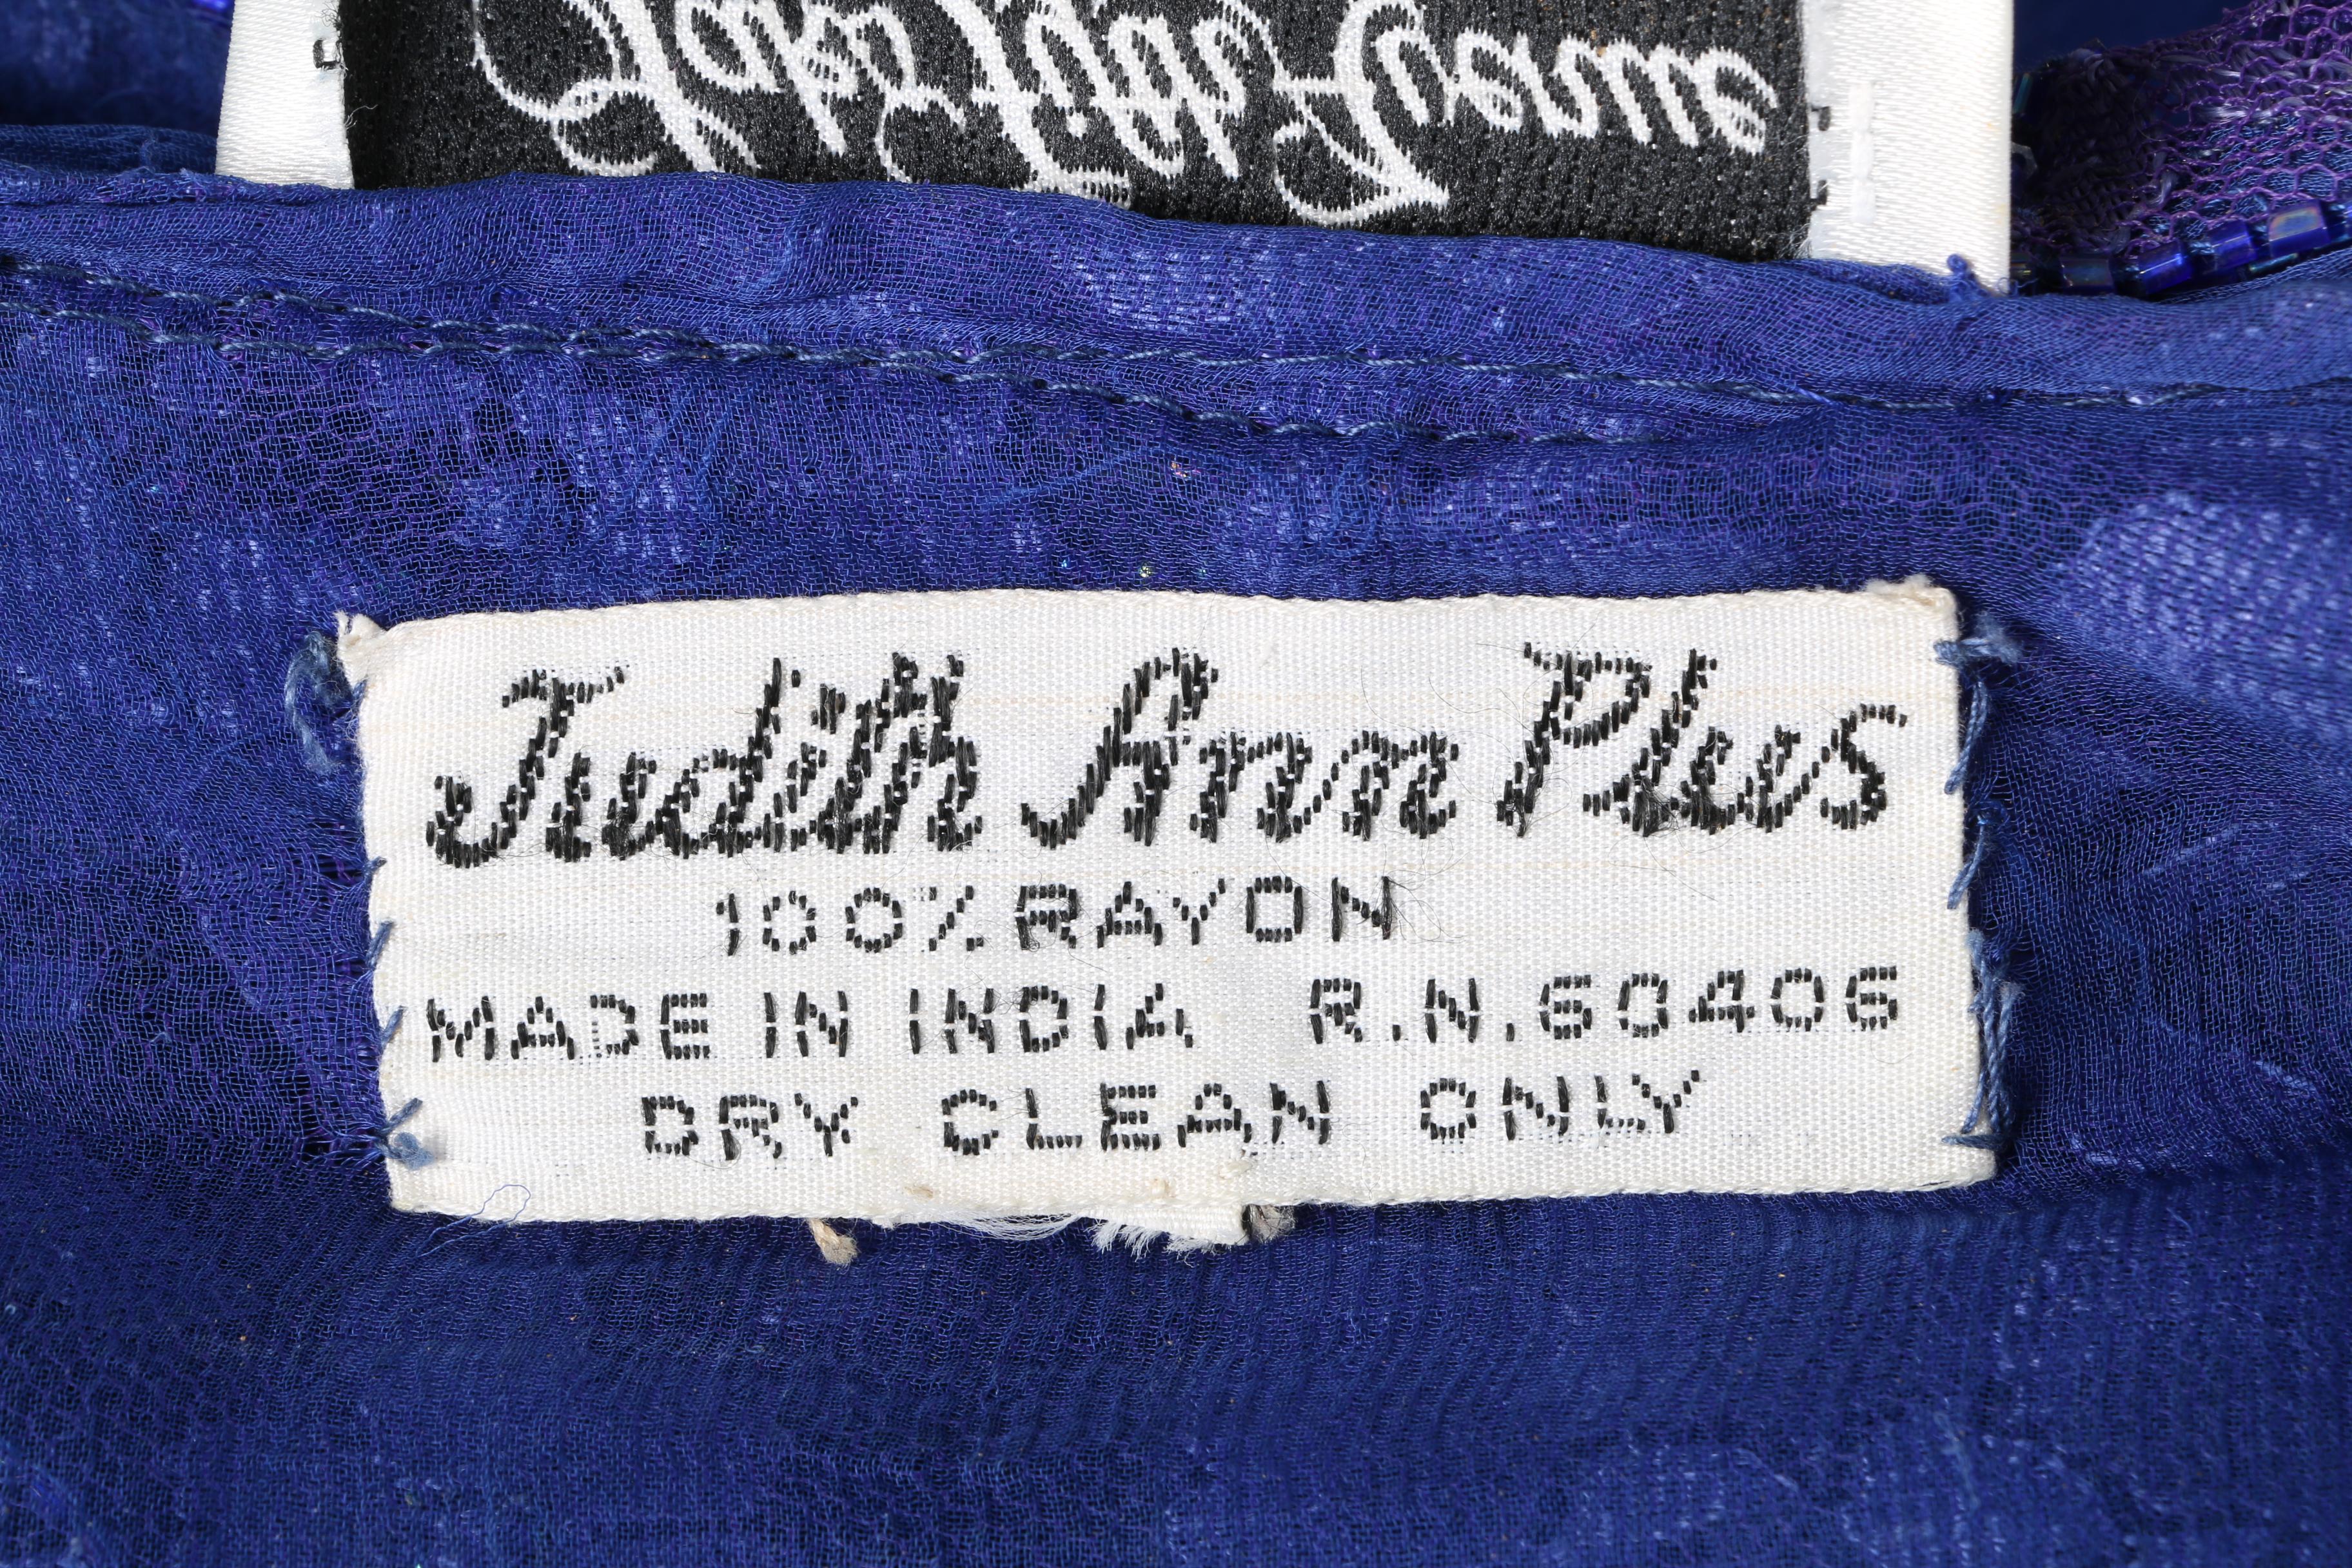 Judith Ann Plus
100% RAYON
MADE IN INDIA R.N.60406
DRY CLEAN ONLY